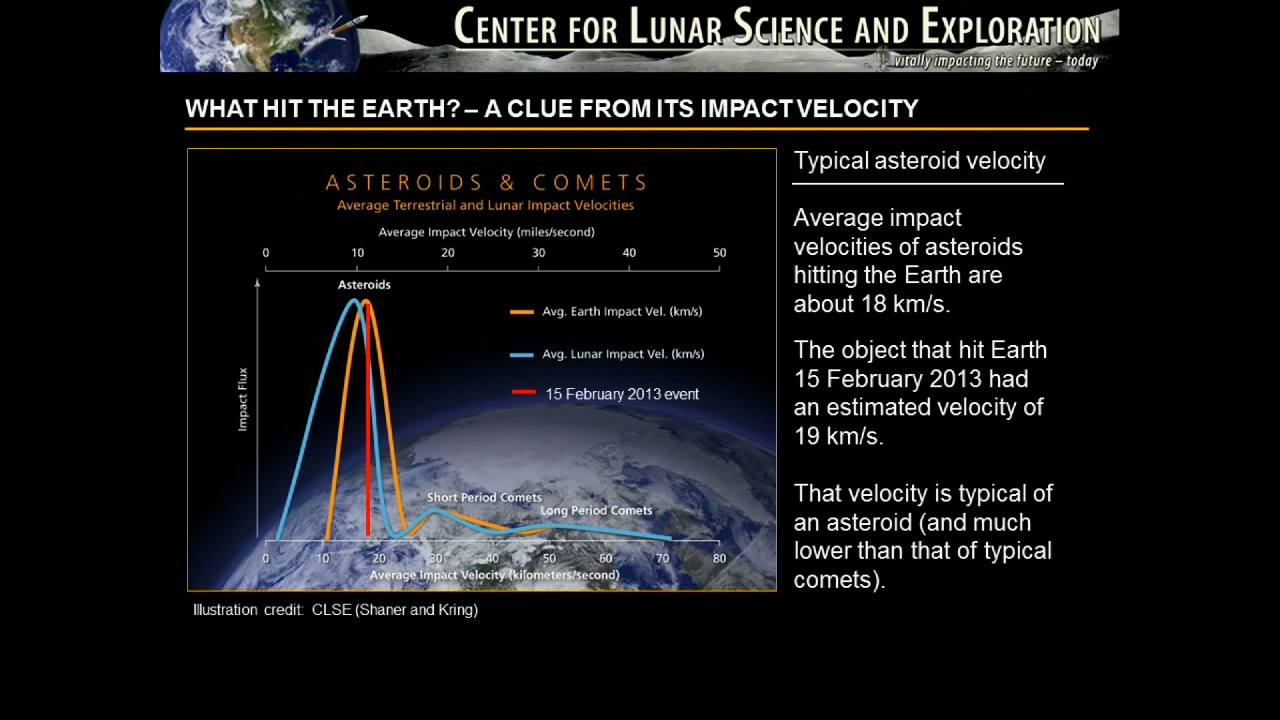 CENTER FOR LUNAR SCIENCE AND EXPLORATION
...vitally impacting the future – today
WHAT HIT THE EARTH? – A CLUE FROM ITS IMPACT VELOCITY
ASTEROIDS & COMETS
Average Terrestrial and Lunar Impact Velocities
Average Impact Velocity (miles/second)
0 10 20 30 40 50
Asteroids
Avg. Earth Impact Vel. (km/s)
Avg. Lunar Impact Vel. (km/s)
15 February 2013 event
Impact Flux
Short Period Comets
Long Period Comets
0 10 20 30 40 50 60 70 80
Average Impact Velocity (kilometers/second)
Illustration credit: CLSE (Shaner and Kring)
Typical asteroid velocity
Average impact
velocities of asteroids
hitting the Earth are
about 18 km/s.
The object that hit Earth
15 February 2013 had
an estimated velocity of
19 km/s.
That velocity is typical of
an asteroid (and much
lower than that of typical
comets).